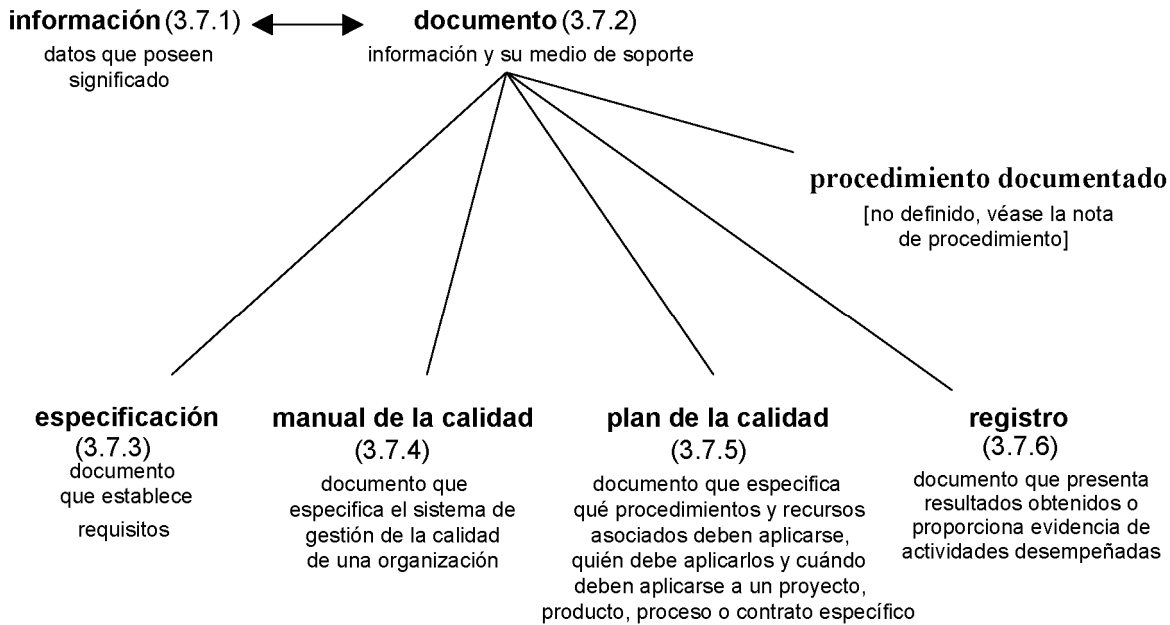 información (3.7.1)
datos que poseen
significado
documento (3.7.2)
información y su medio de soporte
procedimiento documentado
[no definido, véase la nota
de procedimiento]
especificación
(3.7.3)
documento
que establece
requisitos
manual de la calidad
(3.7.4)
documento que
especifica el sistema de
gestión de la calidad
de una organización
plan de la calidad
(3.7.5)
documento que especifica
qué procedimientos y recursos
asociados deben aplicarse,
quién debe aplicarlos y cuándo
deben aplicarse a un proyecto,
producto, proceso o contrato específico
registro
(3.7.6)
documento que presenta
resultados obtenidos o
proporciona evidencia de
actividades desempeñadas